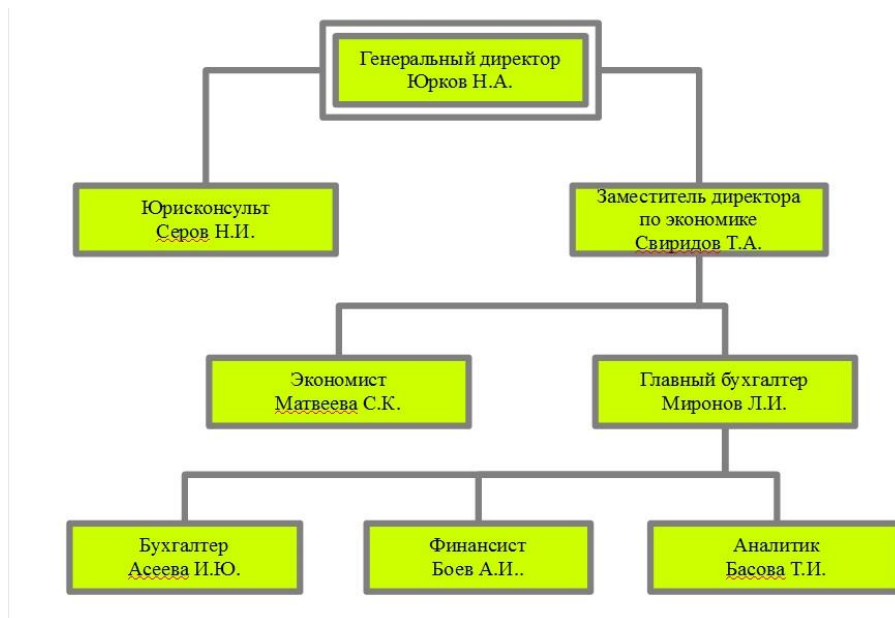 Генеральный директор
Юрков Н.А.
Юрисконсульт
Серов Н.И.
Заместитель директора
по экономике
Свиридов Т.А.
Экономист
Матвеева С.К.
Главный бухгалтер
Миронов Л.И.
Бухгалтер
Асеева И.Ю.
Финансист
Боев А.И..
Аналитик
Басова Т.И.